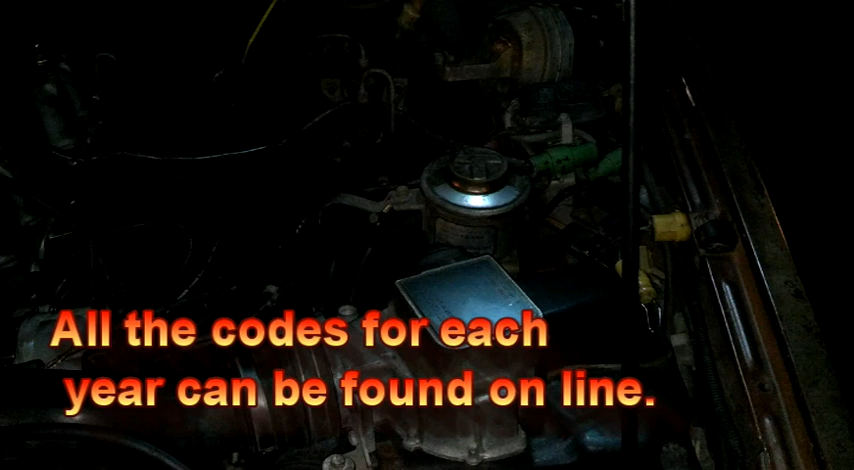 All the codes for each
year can be found on line.